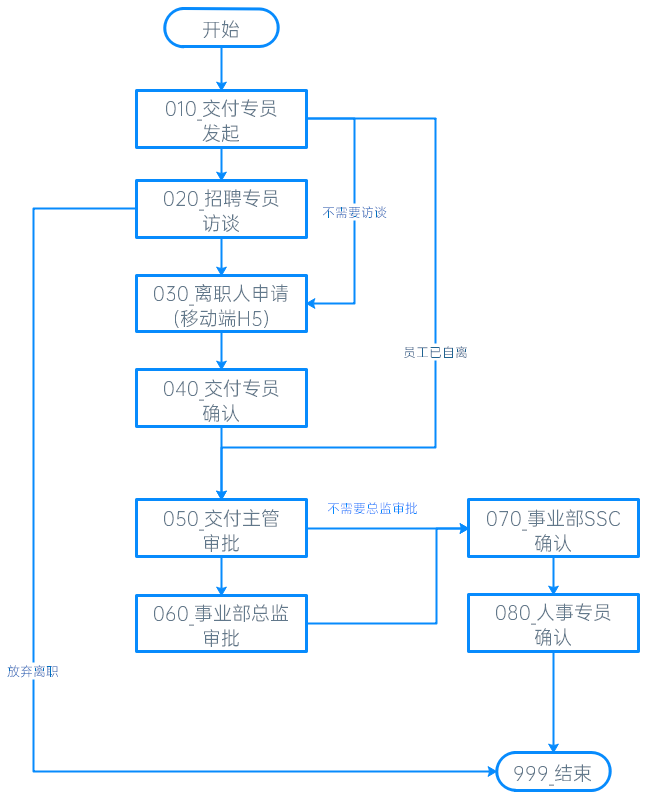 开始
010_交付专员
发起
020_招聘专员
访谈
不需要访谈
030_离职人申请
(移动端H5)
员工已自离
040_交付专员
确认
050_交付主管
审批
不需要总监审批
070_事业部SSC
确认
060_事业部总监
审批
080_人事专员
确认
放弃离职
999_结束